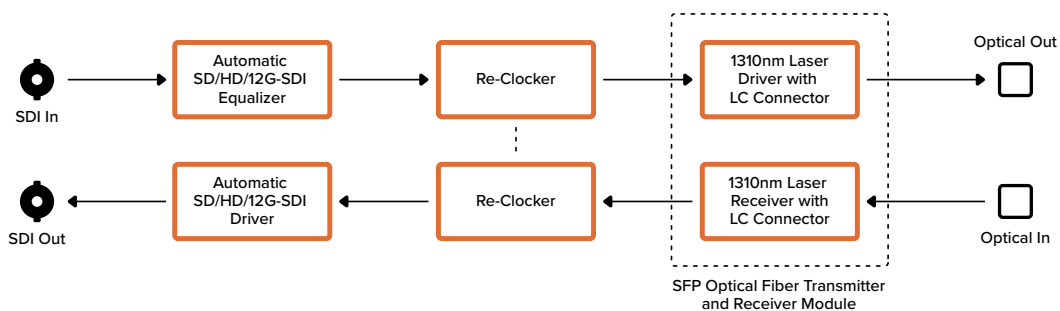 SDI In
Automatic
SD/HD/12G-SDI
Equalizer
Re-Clocker
1310nm Laser
Driver with
LC Connector
Optical Out
SDI Out
Automatic
SD/HD/12G-SDI
Driver
Re-Clocker
1310nm Laser
Receiver with
LC Connector
Optical In
SFP Optical Fiber Transmitter
and Receiver Module